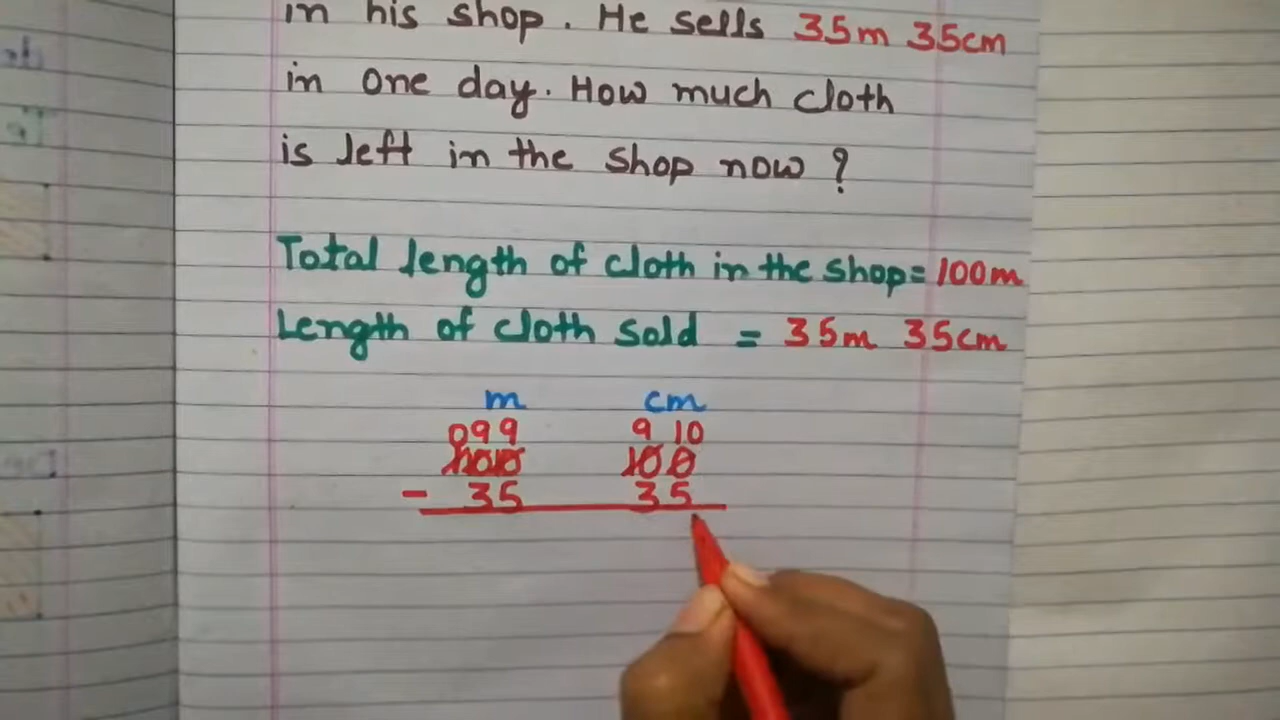 in his shop. He sells 35m 35cm
in one day. How much cloth
is left in the shop now ?
Total length of cloth in the shop= 100m
Length of cloth sold = 35m 35cm
m cm
099 9 10
100 100
- 35 35